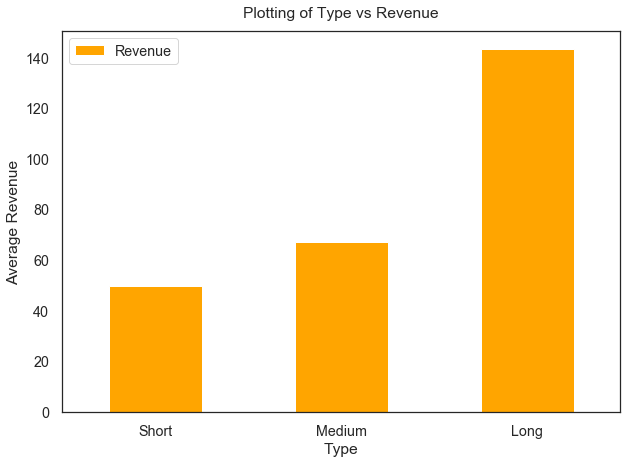 Plotting of Type vs Revenue
Revenue
Average Revenue
140
120
100
80
60
40
20
0
Short Medium Long
Type